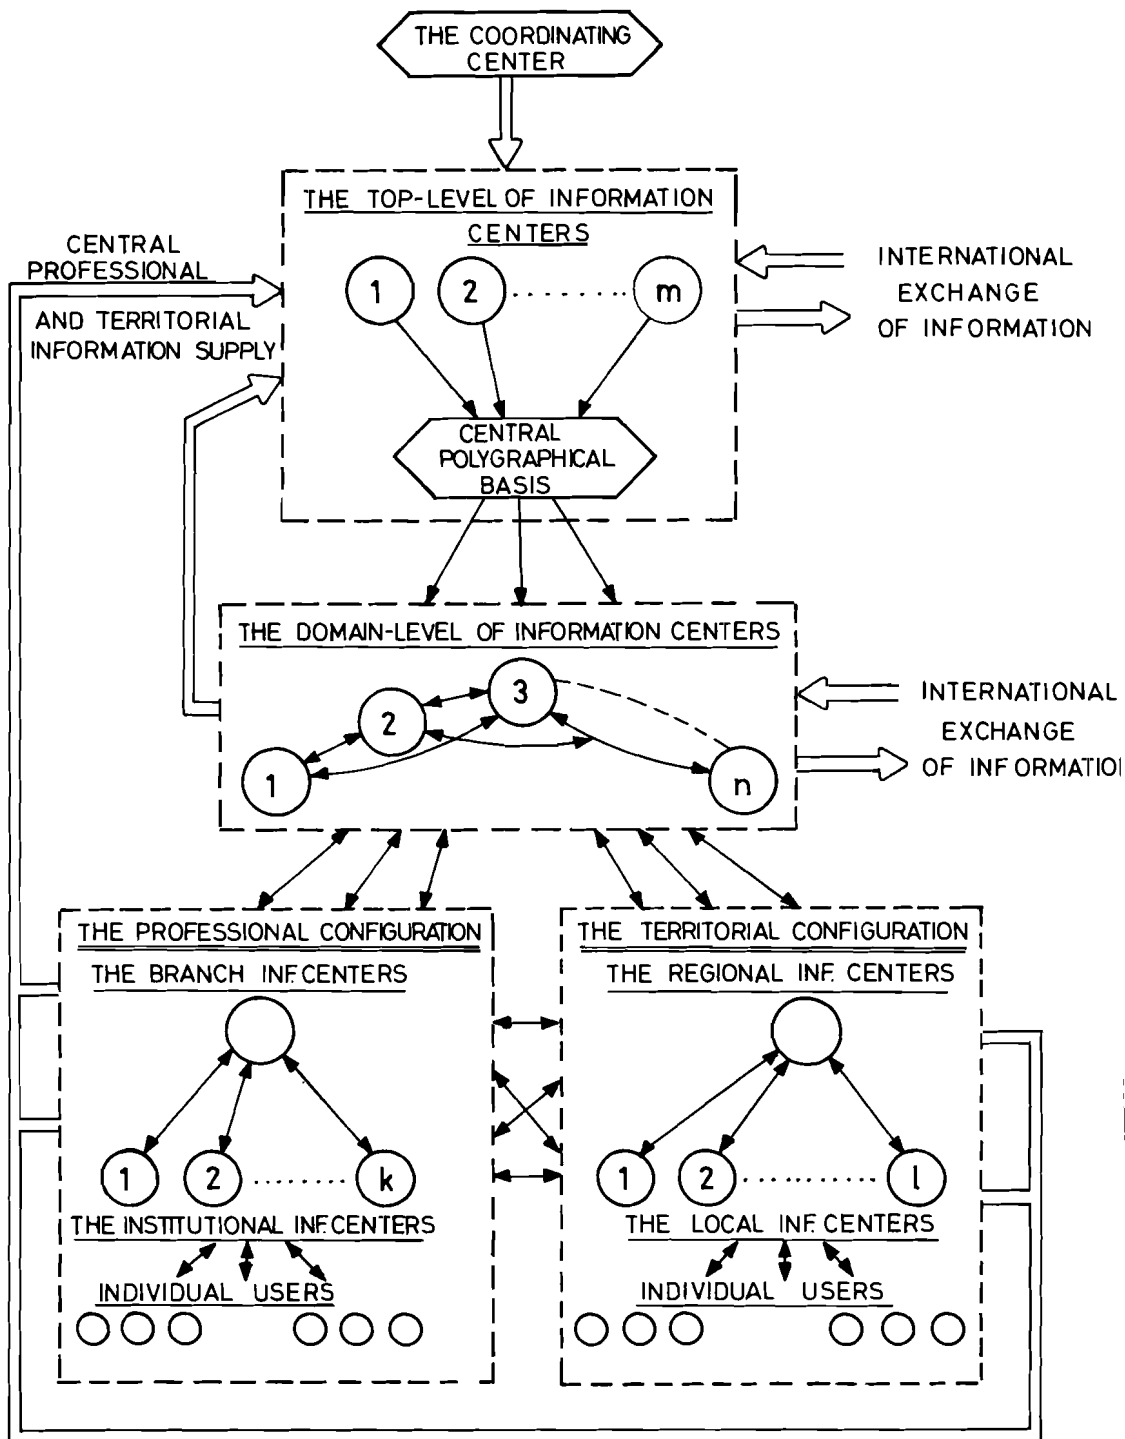 THE COORDINATING
CENTER
THE TOP-LEVEL OF INFORMATION
CENTERS
1 2 ........ m
CENTRAL
PROFESSIONAL
AND TERRITORIAL
INFORMATION SUPPLY
INTERNATIONAL
EXCHANGE
OF INFORMATION
CENTRAL
POLYGRAPHICAL
BASIS
THE DOMAIN-LEVEL OF INFORMATION CENTERS
3
2
1
n
INTERNATIONAL
EXCHANGE
OF INFORMATIO
THE PROFESSIONAL CONFIGURATION
THE BRANCH INF. CENTERS
1 2 ........ k
THE INSTITUTIONAL INF. CENTERS
INDIVIDUAL USERS
THE TERRITORIAL CONFIGURATION
THE REGIONAL INF. CENTERS
1 2 ........... l
THE LOCAL INF. CENTERS
INDIVIDUAL USERS